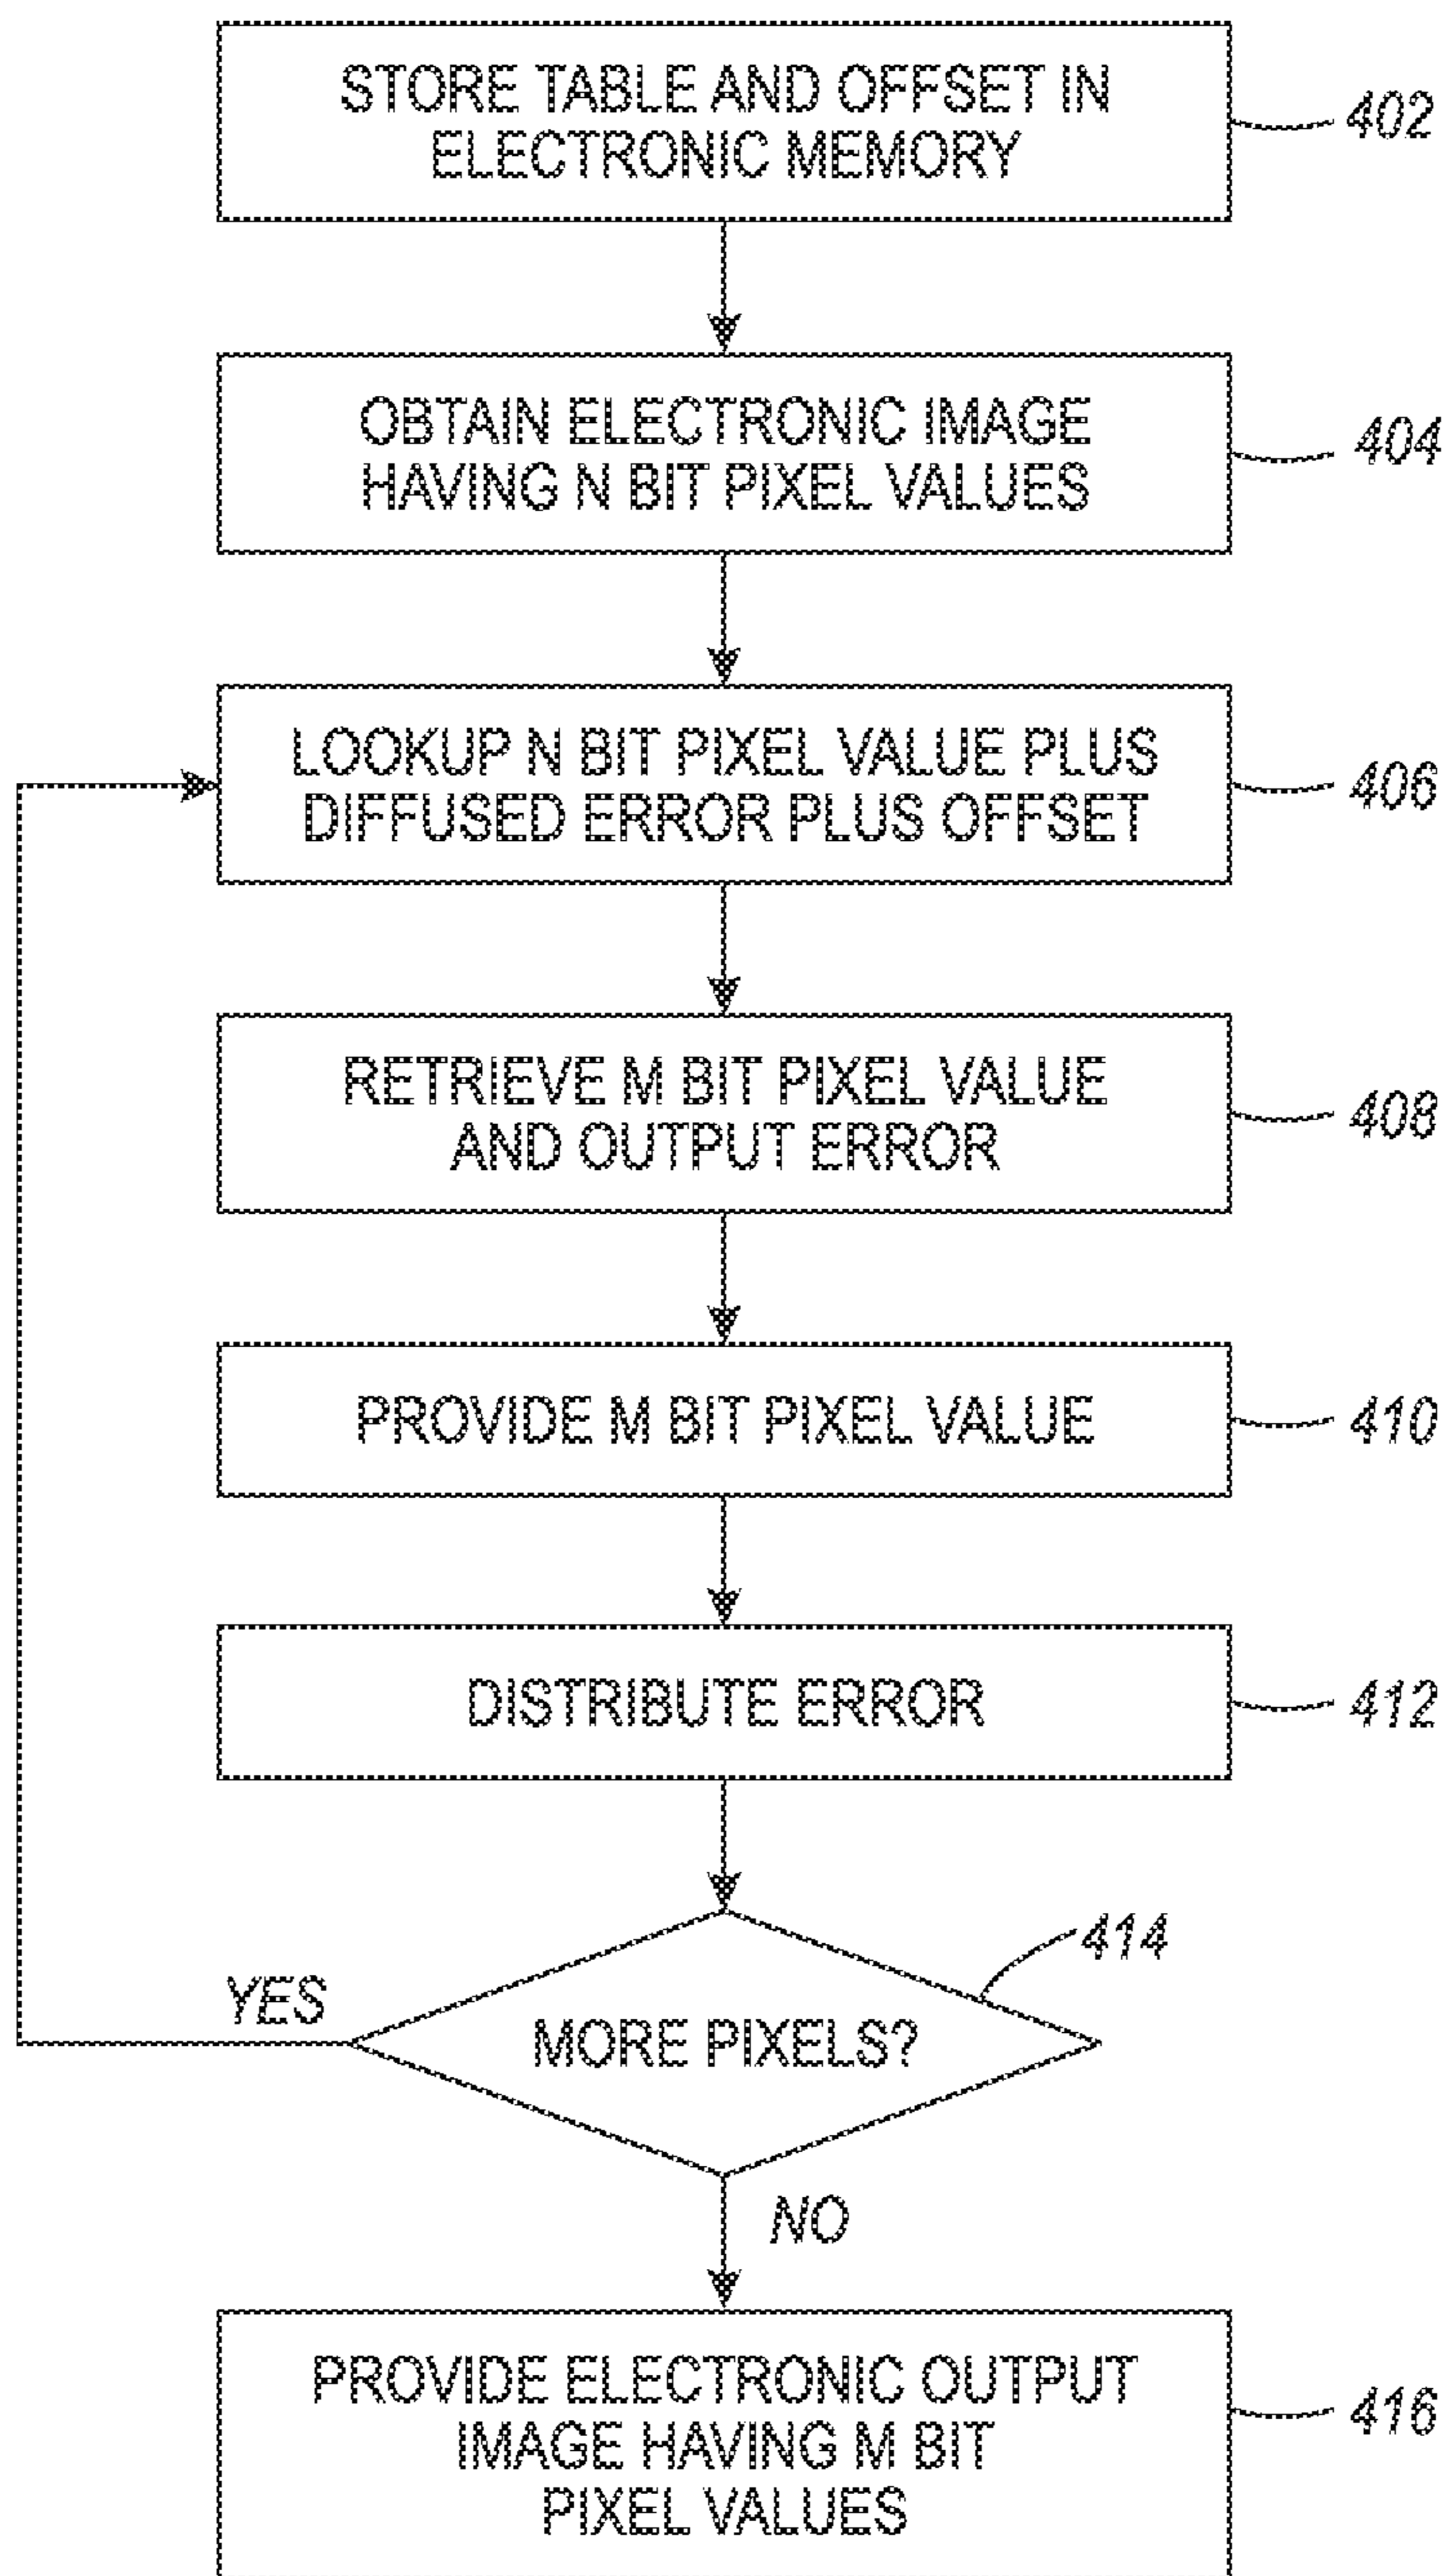 STORE TABLE AND OFFSET IN
ELECTRONIC MEMORY
402
OBTAIN ELECTRONIC IMAGE
HAVING N BIT PIXEL VALUES
404
LOOKUP N BIT PIXEL VALUE PLUS
DIFFUSED ERROR PLUS OFFSET
406
RETRIEVE M BIT PIXEL VALUE
AND OUTPUT ERROR
408
PROVIDE M BIT PIXEL VALUE
410
DISTRIBUTE ERROR
412
414
YES
MORE PIXELS?
NO
PROVIDE ELECTRONIC OUTPUT
IMAGE HAVING M BIT
PIXEL VALUES
416